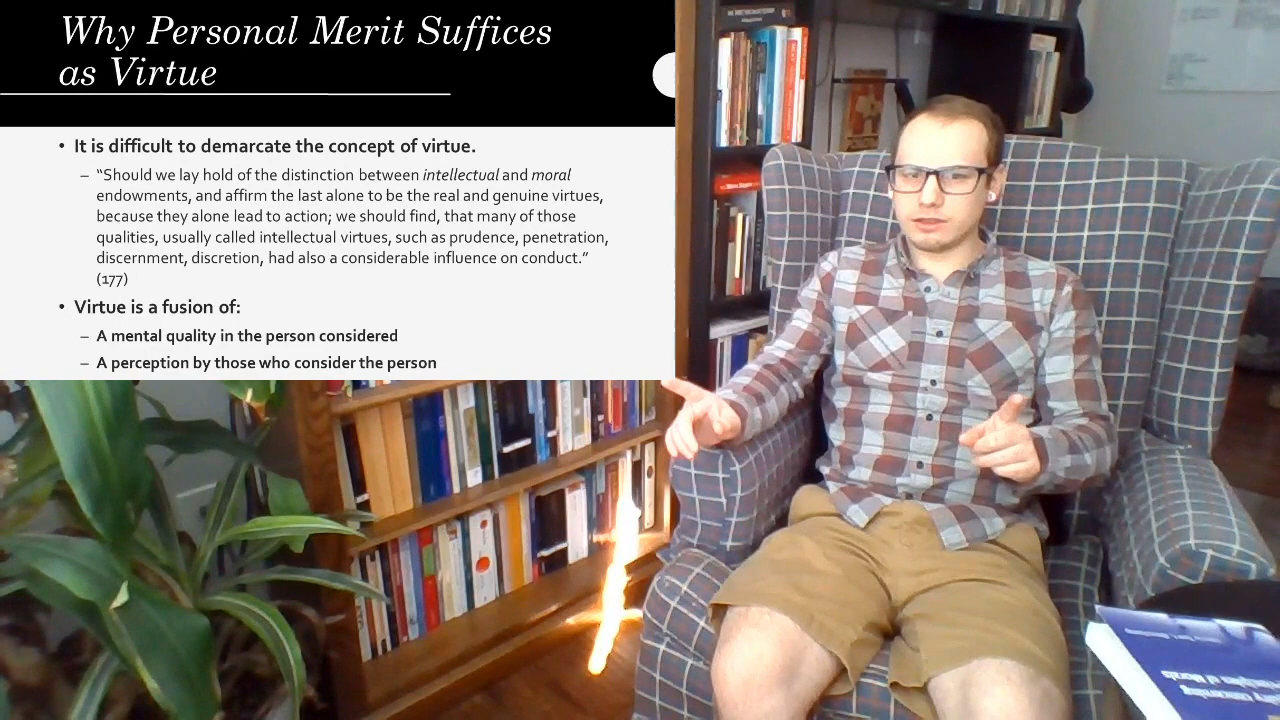 Why Personal Merit Suffices
as Virtue
• It is difficult to demarcate the concept of virtue.
– “Should we lay hold of the distinction between intellectual and moral
endowments, and affirm the last alone to be the real and genuine virtues,
because they alone lead to action; we should find, that many of those
qualities, usually called intellectual virtues, such as prudence, penetration,
discernment, discretion, had also a considerable influence on conduct.”
(177)
• Virtue is a fusion of:
– A mental quality in the person considered
– A perception by those who consider the person